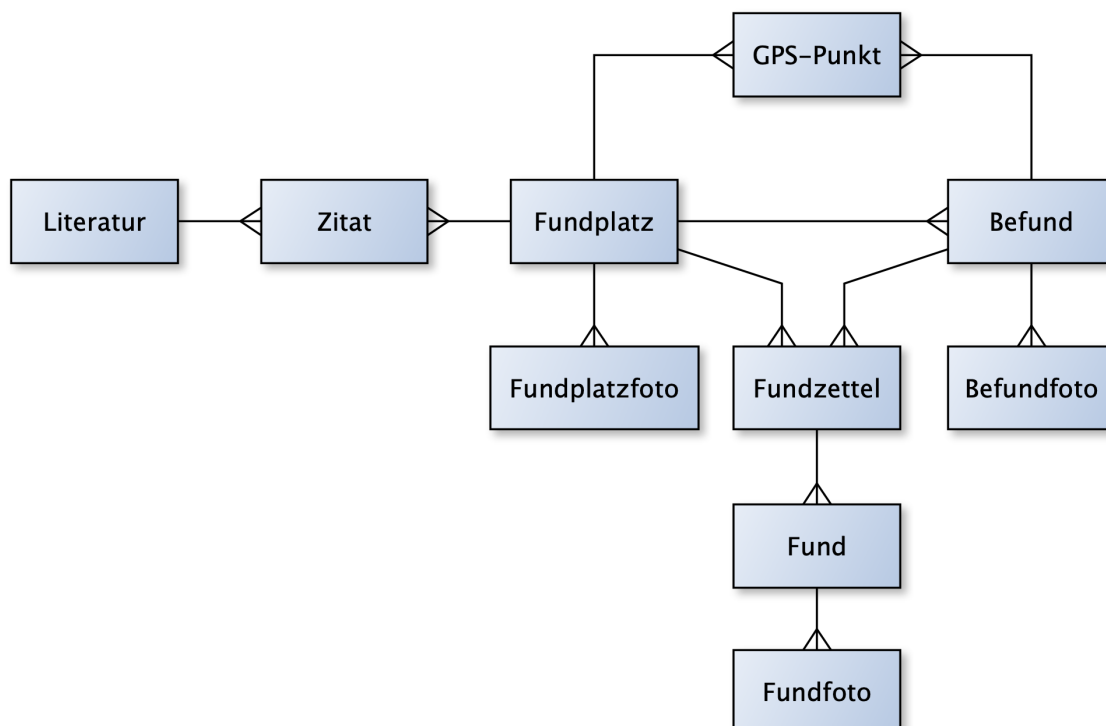 GPS-Punkt
Literatur
Zitat
Fundplatz
Befund
Fundplatzfoto
Fundzettel
Befundfoto
Fund
Fundfoto